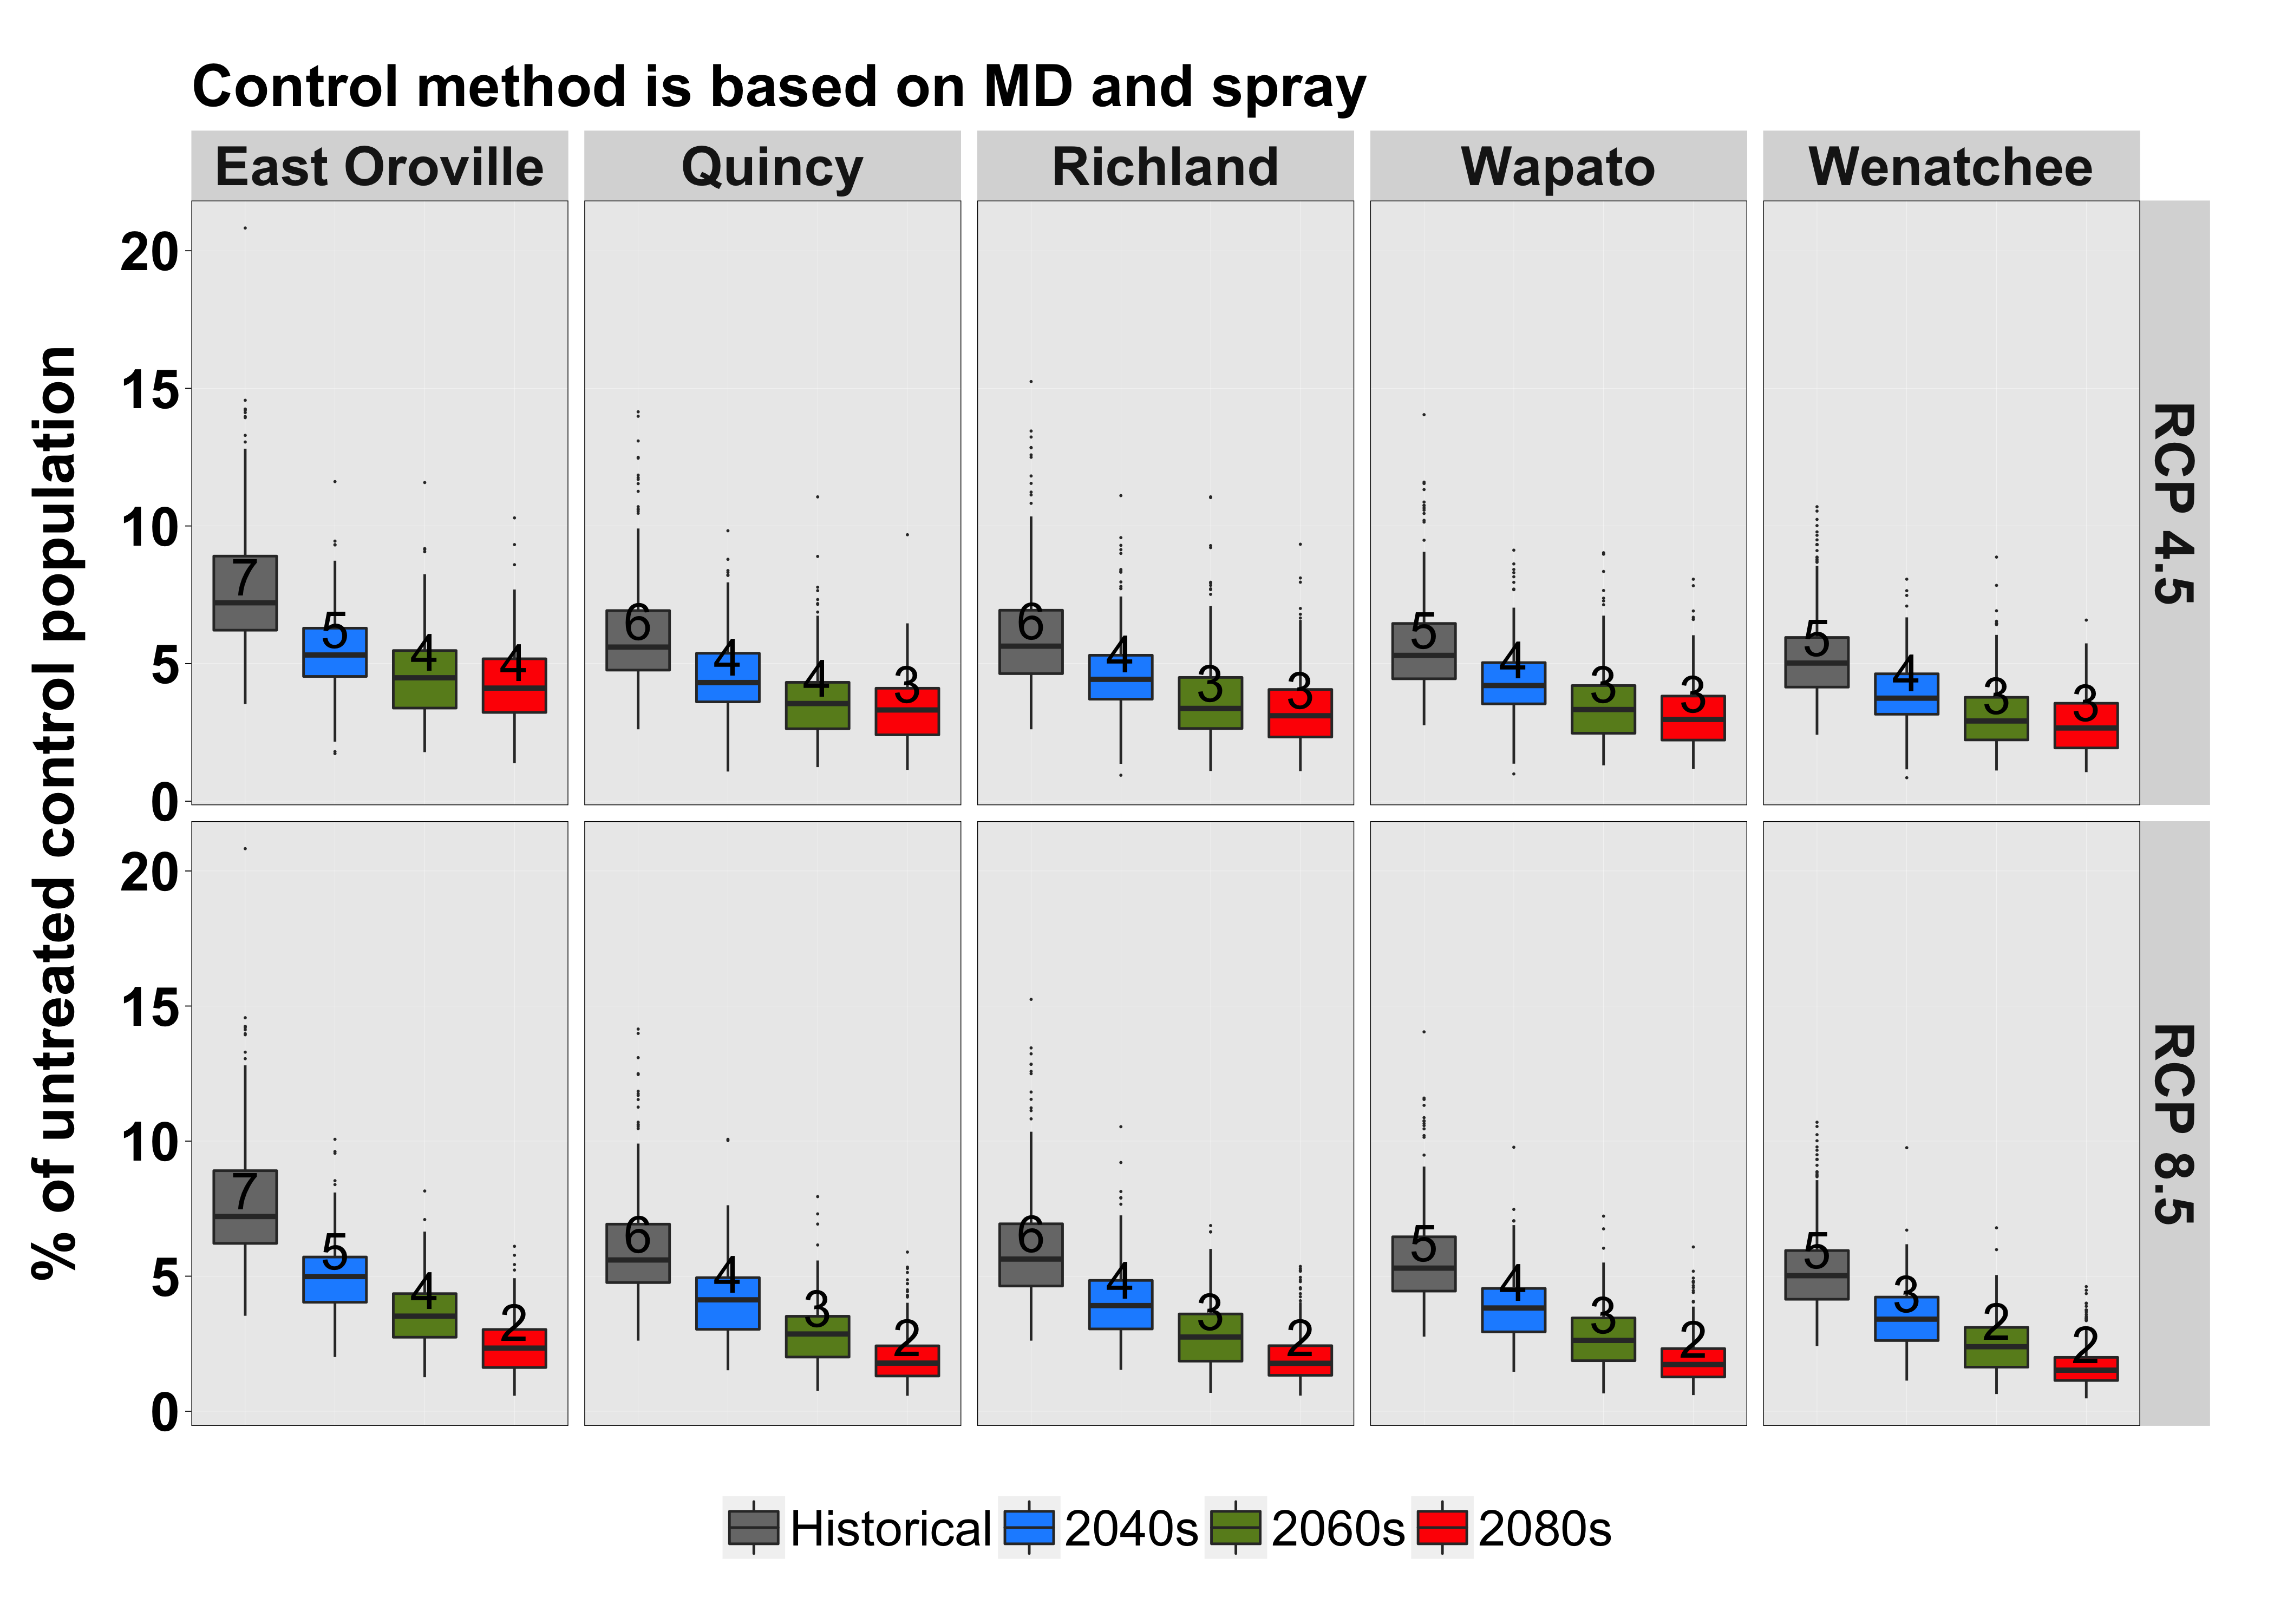 Control method is based on MD and spray
East Oroville Quincy Richland Wapato Wenatchee
% of untreated control population
20
15
10
5
0
7 5 4 4
6 4 4 3
6 4 3 3
5 4 3 3
5 4 3 3
RCP 4.5
20
15
10
5
0
7 5 4 2
6 4 3 2
6 4 3 2
5 4 3 2
5 3 2 2
RCP 8.5
Historical 2040s 2060s 2080s